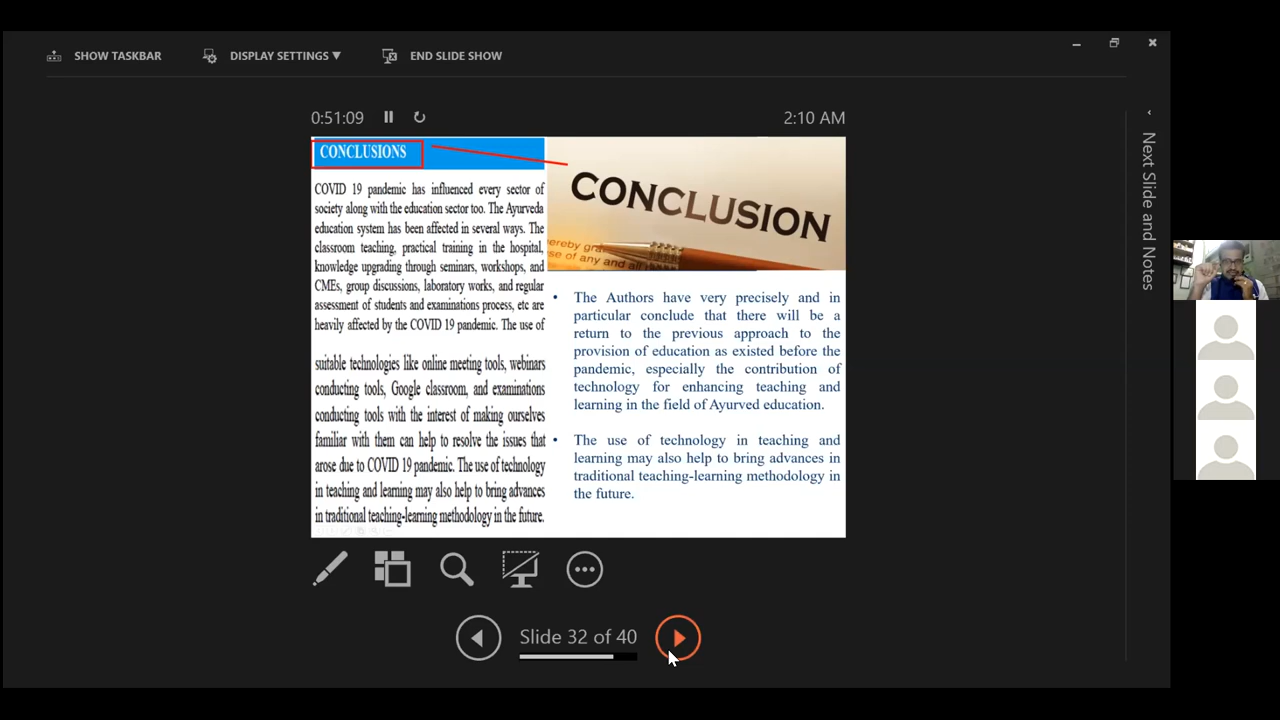 SHOW TASKBAR
DISPLAY SETTINGS ▼
END SLIDE SHOW
0:51:09
2:10 AM
CONCLUSIONS
COVID 19 pandemic has influenced every sector of
society along with the education sector too. The Ayurveda
education system has been affected in several ways. The
classroom teaching, practical training in the hospital,
knowledge upgrading through seminars, workshops, and
CMEs, group discussions, laboratory works, and regular
assessment of students and examinations process, etc are
heavily affected by the COVID 19 pandemic. The use of
suitable technologies like online meeting tools, webinars
conducting tools, Google classroom, and examinations
conducting tools with the interest of making ourselves
familiar with them can help to resolve the issues that
arose due to COVID 19 pandemic. The use of technology
in teaching and learning may also help to bring advances
in traditional teaching-learning methodology in the future.
CONCLUSION
hereby gra
use of any and all
• The Authors have very precisely and in
particular conclude that there will be a
return to the previous approach to the
provision of education as existed before the
pandemic, especially the contribution of
technology for enhancing teaching and
learning in the field of Ayurved education.
• The use of technology in teaching and
learning may also help to bring advances in
traditional teaching-learning methodology in
the future.
Next Slide and Notes
Slide 32 of 40